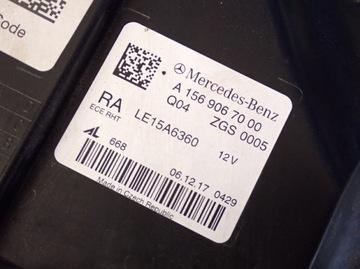 Code
Mercedes-Benz
A 156 906 70 00
Q04 ZGS 0005
RA
ECE RHT
LE15A6360
12V
AL 668
06.12.17 0429
Made in Czech Republic